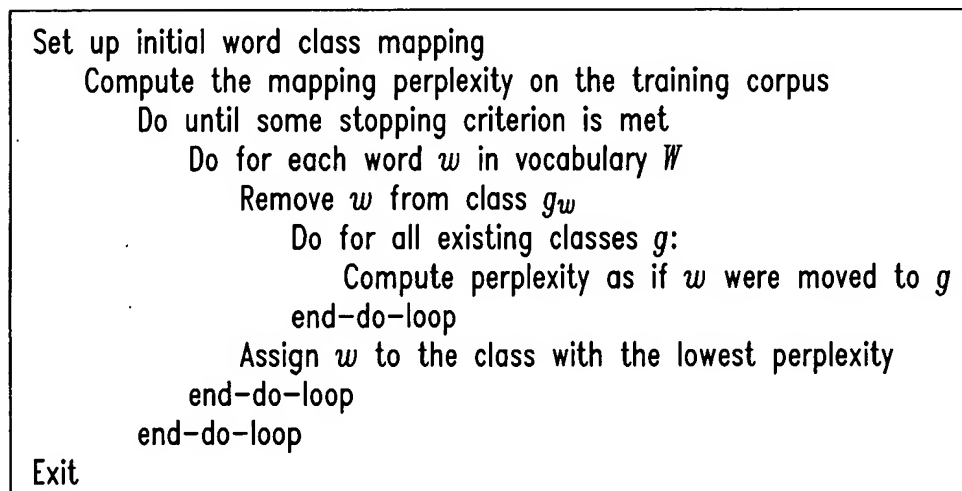 Set up initial word class mapping
Compute the mapping perplexity on the training corpus
Do until some stopping criterion is met
Do for each word w in vocabulary W
Remove w from class g_w
Do for all existing classes g:
Compute perplexity as if w were moved to g
end-do-loop
Assign w to the class with the lowest perplexity
end-do-loop
end-do-loop
Exit